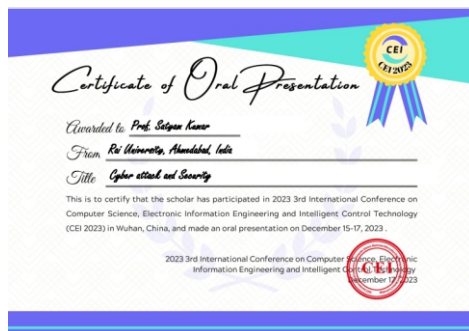 CEI
CEI 2023
Certificate of Oral Presentation
Awarded to Prof. Satyam Kumar
From Rai University, Ahmedabad, India
Title Cyber attack and Security
This is to certify that the scholar has participated in 2023 3rd International Conference on
Computer Science, Electronic Information Engineering and Intelligent Control Technology
(CEI 2023) in Wuhan, China, and made an oral presentation on December 15-17, 2023 .
2023 3rd International Conference on Computer Science, Electronic
Information Engineering and Intelligent Control Technology
December 17, 2023
CEI